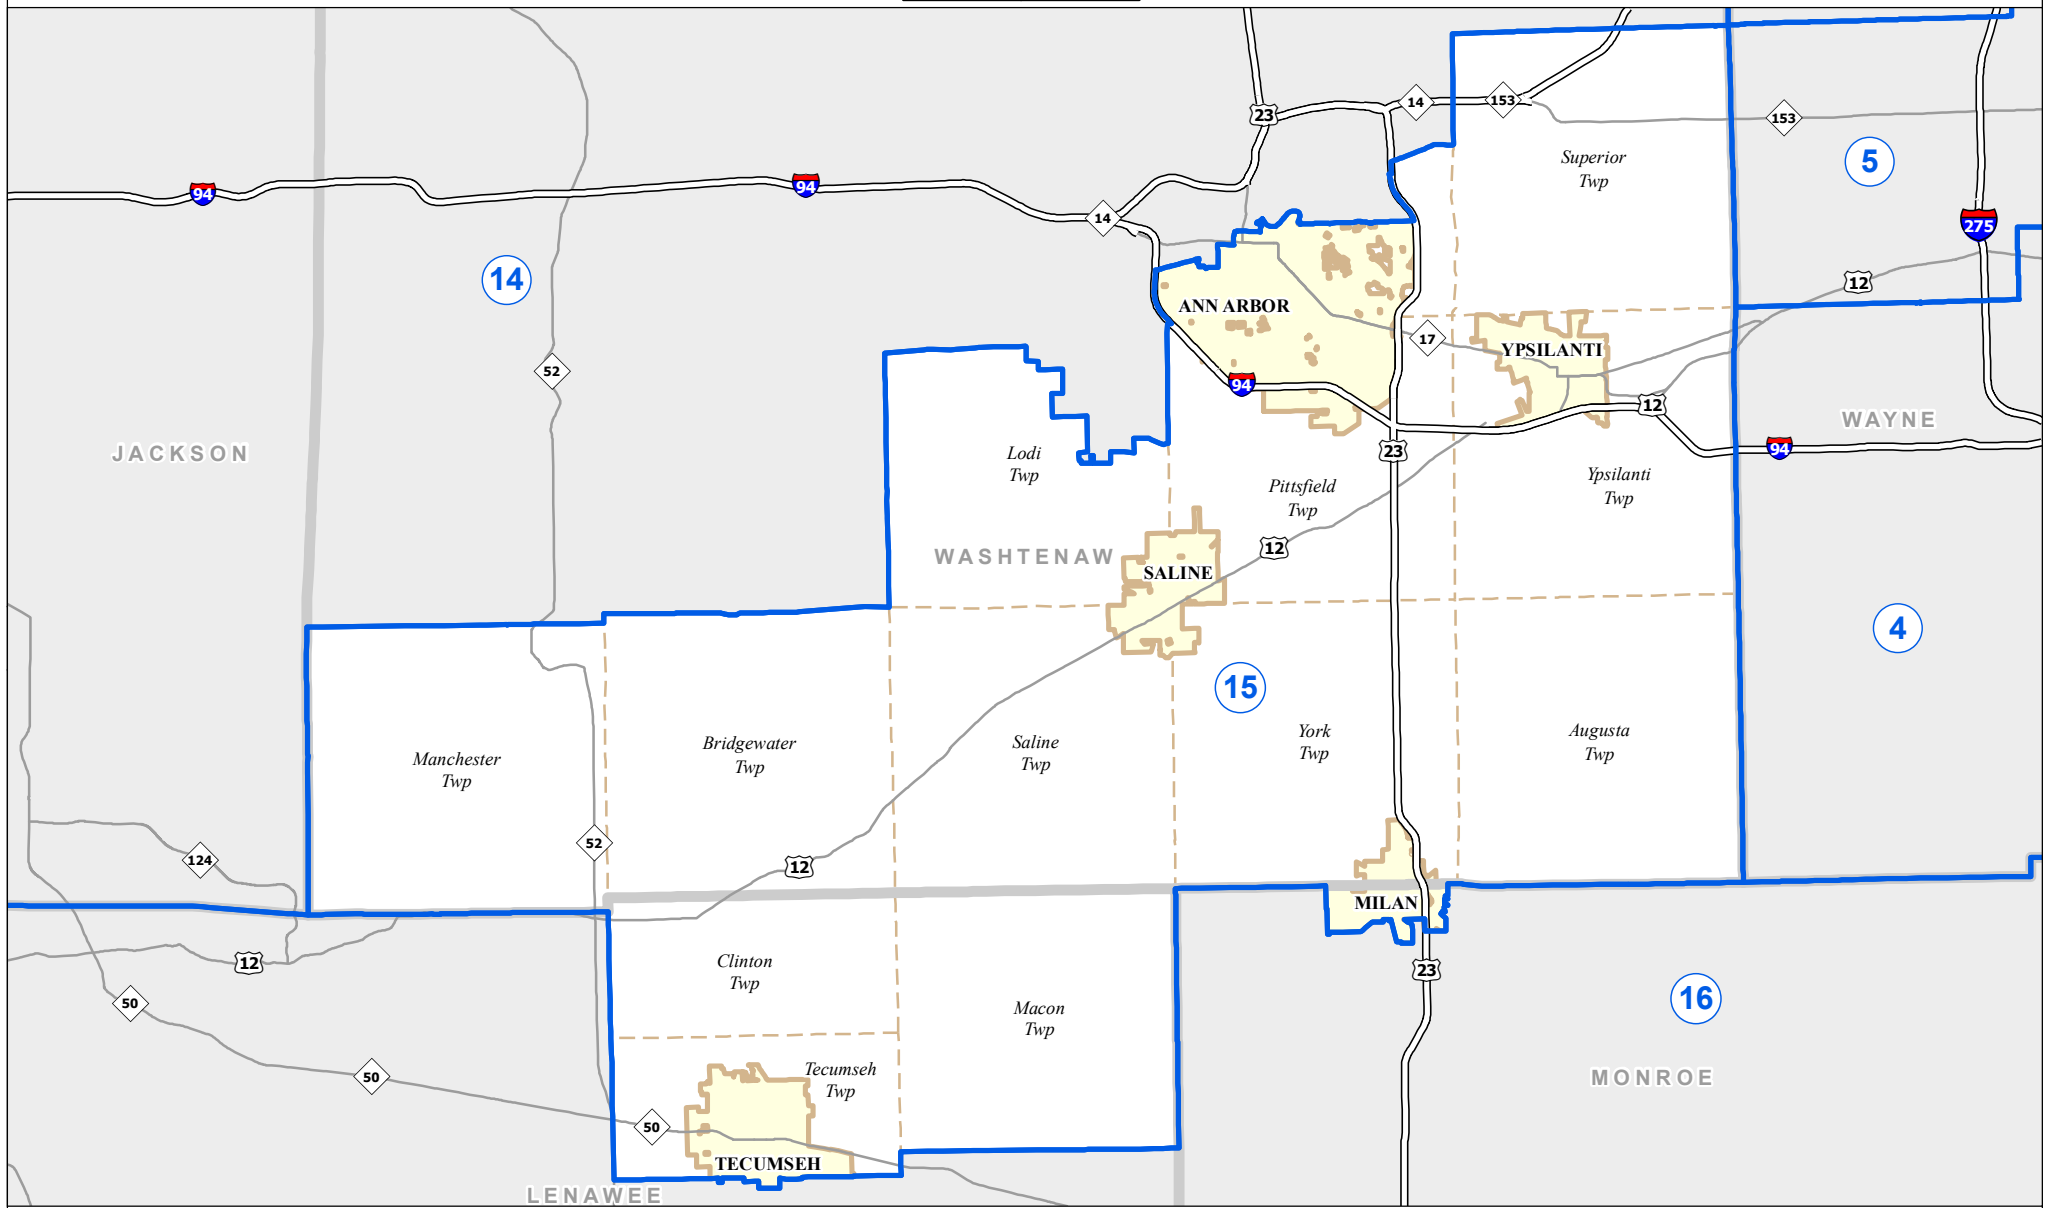 14
153
23
153
Superior
Twp
5
94
94
14
275
14
12
ANN ARBOR
17
YPSILANTI
52
94
12
WAYNE
JACKSON
Lodi
Twp
23
94
Pittsfield
Twp
Ypsilanti
Twp
WASHTENAW
12
SALINE
4
15
Manchester
Twp
Bridgewater
Twp
Saline
Twp
York
Twp
Augusta
Twp
52
124
12
MILAN
12
Clinton
Twp
23
50
16
Macon
Twp
50
Tecumseh
Twp
MONROE
50
TECUMSEH
LENAWEE